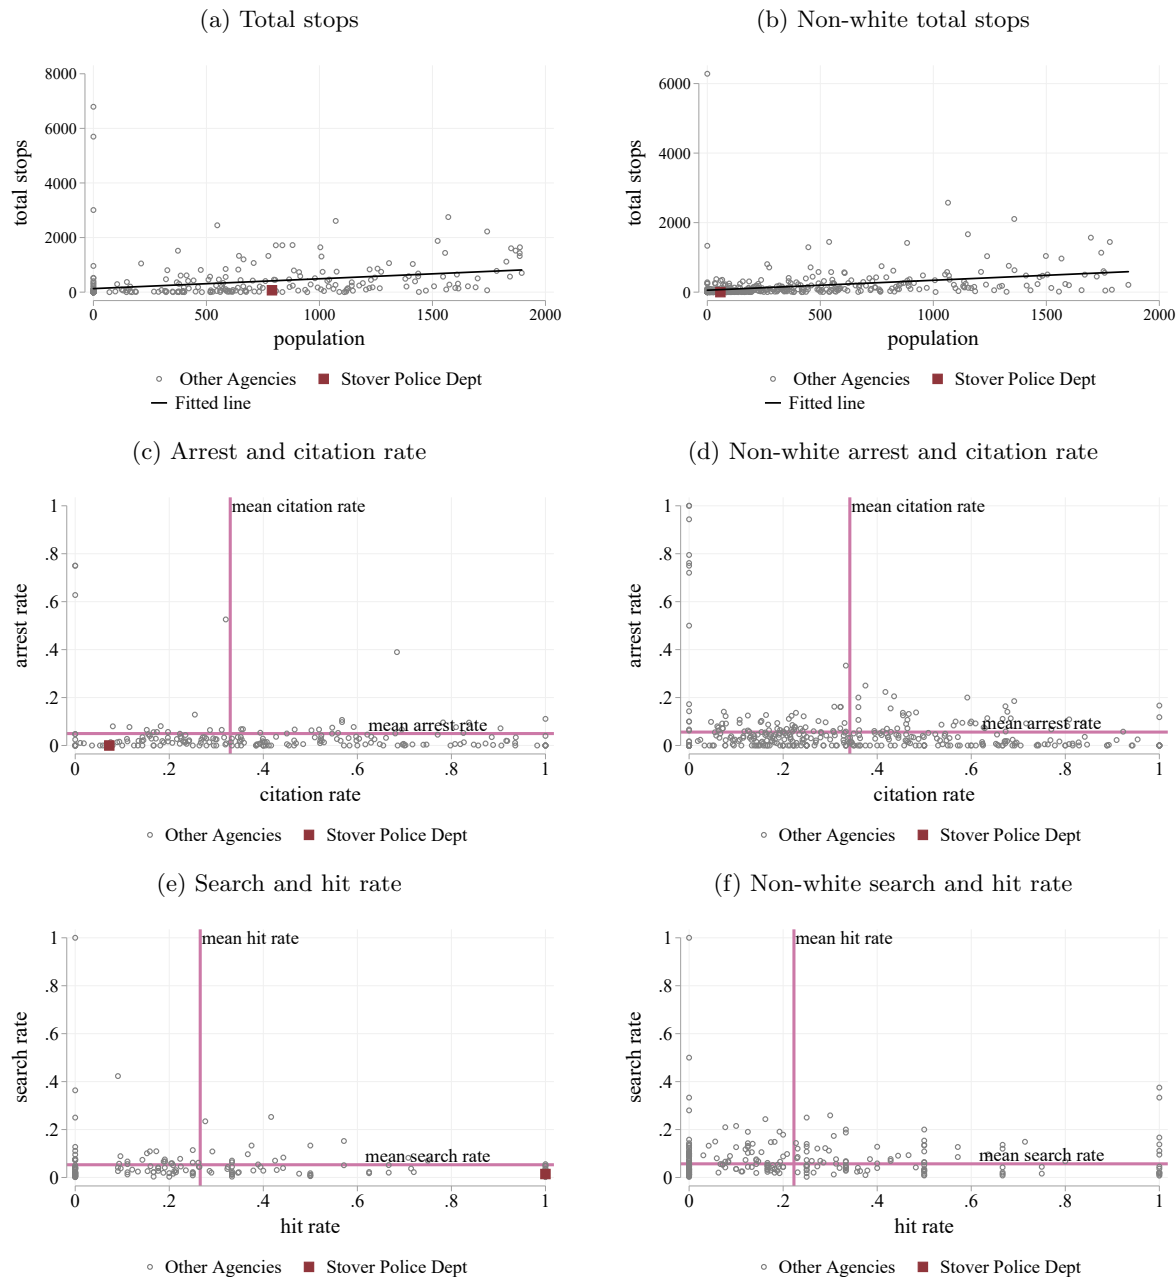 (a) Total stops
(b) Non-white total stops
total stops
8000
6000
4000
2000
0
0 500 1000 1500 2000
population
Other Agencies Stover Police Dept
Fitted line
total stops
6000
4000
2000
0
0 500 1000 1500 2000
population
Other Agencies Stover Police Dept
Fitted line
(c) Arrest and citation rate
(d) Non-white arrest and citation rate
arrest rate
1
.8
.6
.4
.2
0
mean citation rate
mean arrest rate
0 .2 .4 .6 .8 1
citation rate
Other Agencies Stover Police Dept
arrest rate
1
.8
.6
.4
.2
0
mean citation rate
mean arrest rate
0 .2 .4 .6 .8 1
citation rate
Other Agencies Stover Police Dept
(e) Search and hit rate
(f) Non-white search and hit rate
search rate
1
.8
.6
.4
.2
0
mean hit rate
mean search rate
0 .2 .4 .6 .8 1
hit rate
Other Agencies Stover Police Dept
search rate
1
.8
.6
.4
.2
0
mean hit rate
mean search rate
0 .2 .4 .6 .8 1
hit rate
Other Agencies Stover Police Dept